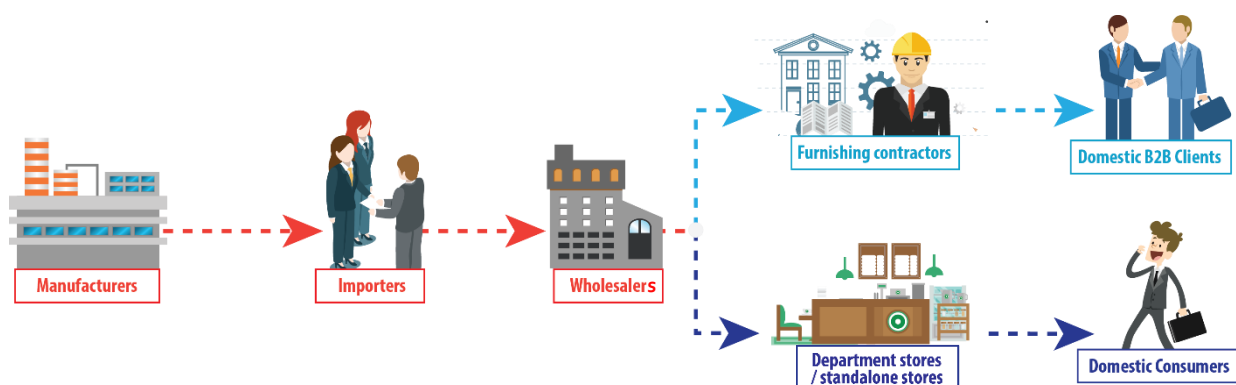 Furnishing contractors
Domestic B2B Clients
Manufacturers
Importers
Wholesalers
Department stores
/ standalone stores
Domestic Consumers